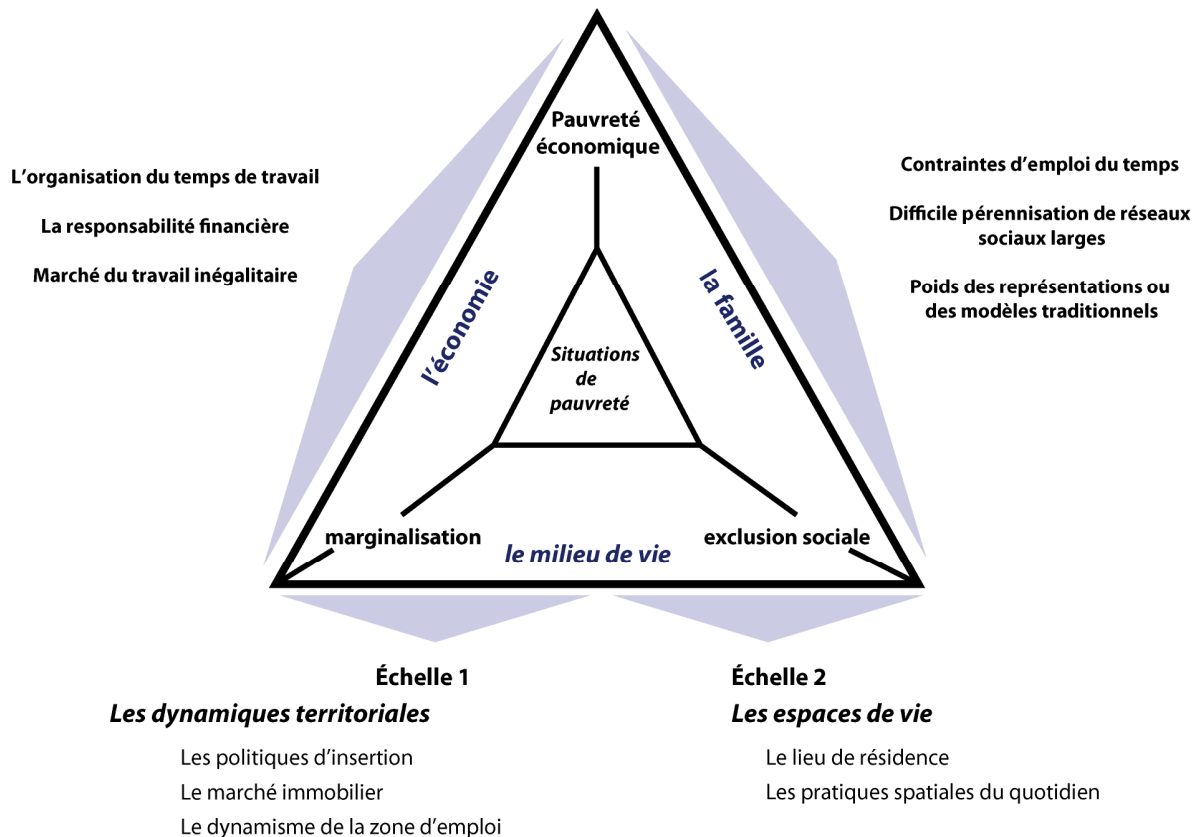 Pauvreté
économique
L'organisation du temps de travail
La responsabilité financière
Marché du travail inégalitaire
Contraintes d'emploi du temps
Difficile pérennisation de réseaux
sociaux larges
Poids des représentations ou
des modèles traditionnels
l'économie
la famille
Situations
de
pauvreté
marginalisation
exclusion sociale
le milieu de vie
Échelle 1
Les dynamiques territoriales
Les politiques d'insertion
Le marché immobilier
Le dynamisme de la zone d'emploi
Échelle 2
Les espaces de vie
Le lieu de résidence
Les pratiques spatiales du quotidien